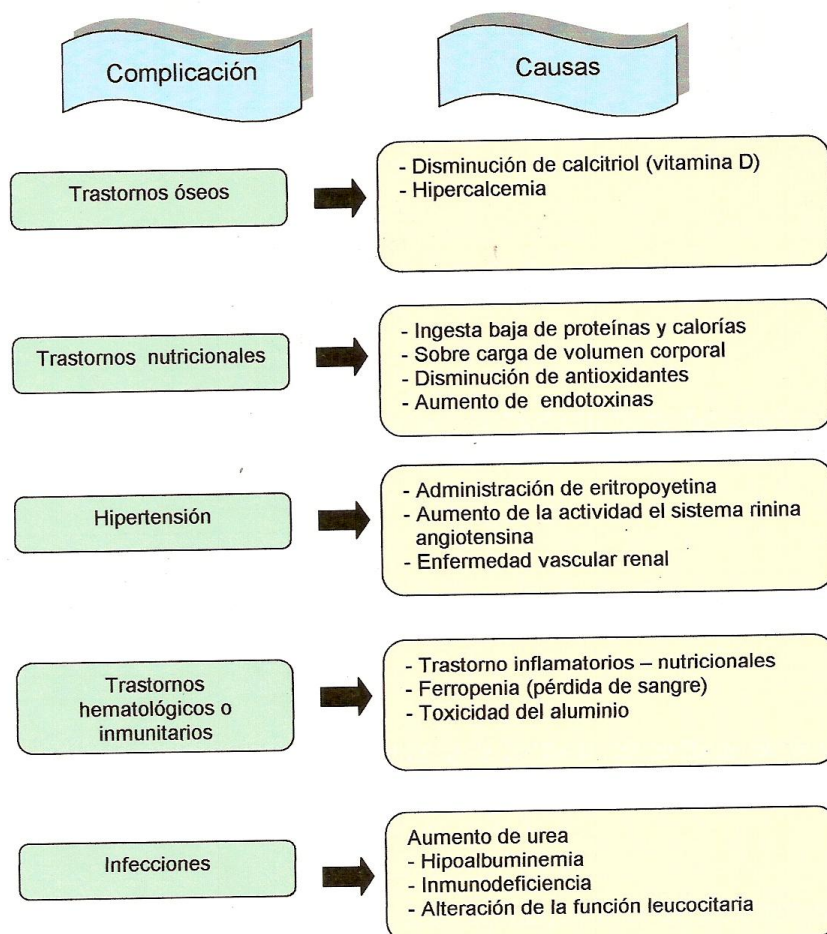 Complicación
Causas
Trastornos óseos
- Disminución de calcitriol (vitamina D)
- Hipercalcemia
Trastornos nutricionales
- Ingesta baja de proteínas y calorías
- Sobre carga de volumen corporal
- Disminución de antioxidantes
- Aumento de endotoxinas
Hipertensión
- Administración de eritropoyetina
- Aumento de la actividad el sistema rinina
angiotensina
- Enfermedad vascular renal
Trastornos
hematológicos o
inmunitarios
- Trastorno inflamatorios – nutricionales
- Ferropenia (pérdida de sangre)
- Toxicidad del aluminio
Infecciones
Aumento de urea
- Hipoalbuminemia
- Inmunodeficiencia
- Alteración de la función leucocitaria